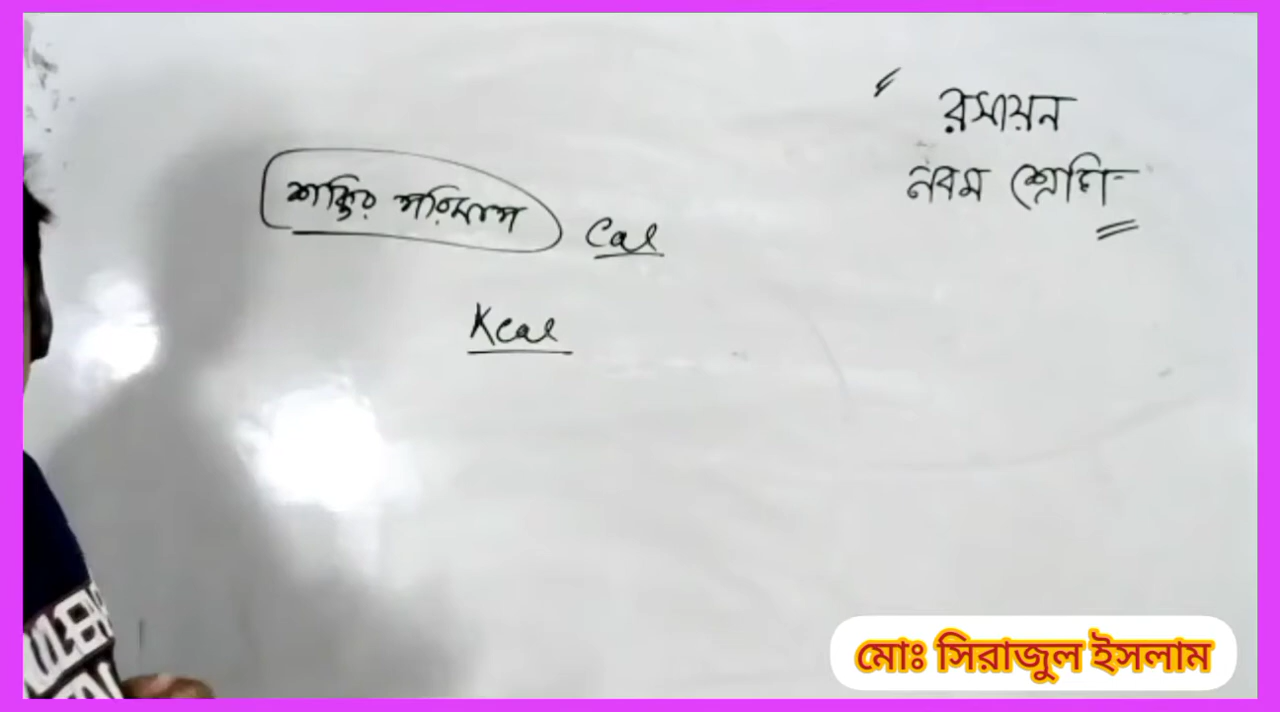 রসায়ন
নবম শ্রেণি
শক্তির পরিমাপ Cal
Kcal
মোঃ সিরাজুল ইসলাম